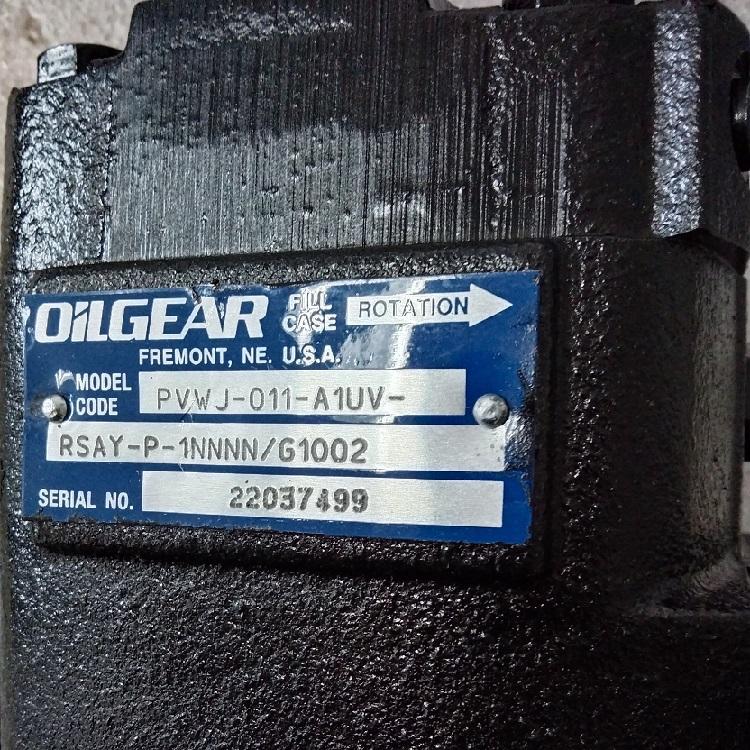 OILGEAR FILL CASE ROTATION
FREMONT, NE. U.S.A.
MODEL CODE PVWJ-011-A1UV-
RSAY-P-1NNNN/G1002
SERIAL NO. 22037499